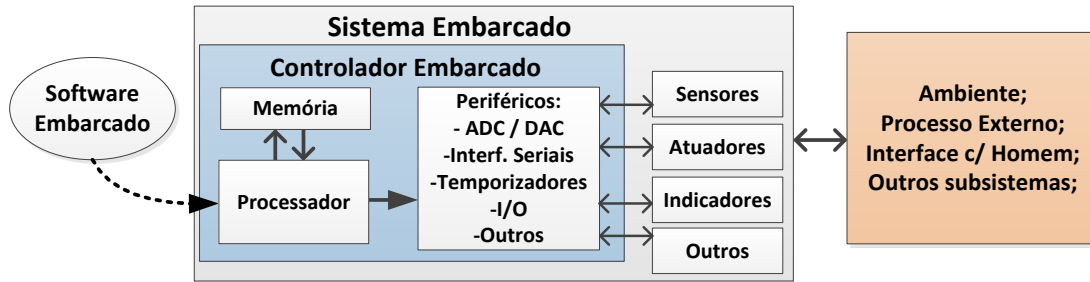 Sistema Embarcado
Controlador Embarcado
Software
Embarcado
Memória
Processador
Periféricos:
- ADC / DAC
-Interf. Seriais
-Temporizadores
-I/O
-Outros
Sensores
Atuadores
Indicadores
Outros
Ambiente;
Processo Externo;
Interface c/ Homem;
Outros subsistemas;